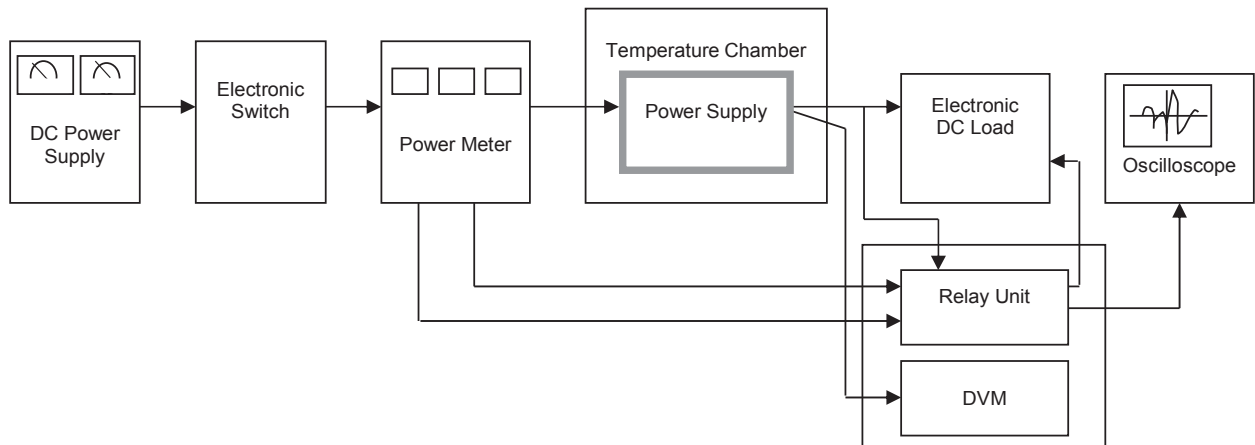 DC Power
Supply
Electronic
Switch
Power Meter
Temperature Chamber
Power Supply
Electronic
DC Load
Oscilloscope
Relay Unit
DVM